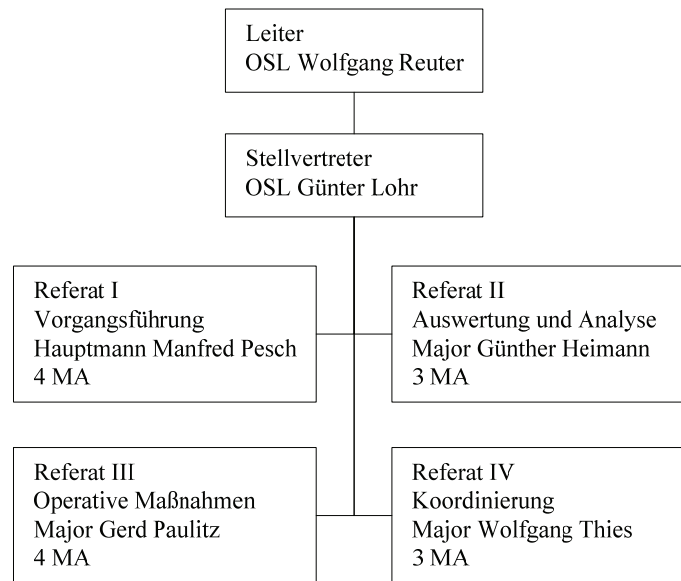 Leiter
OSL Wolfgang Reuter
Stellvertreter
OSL Günter Lohr
Referat I
Vorgangsführung
Hauptmann Manfred Pesch
4 MA
Referat II
Auswertung und Analyse
Major Günther Heimann
3 MA
Referat III
Operative Maßnahmen
Major Gerd Paulitz
4 MA
Referat IV
Koordinierung
Major Wolfgang Thies
3 MA